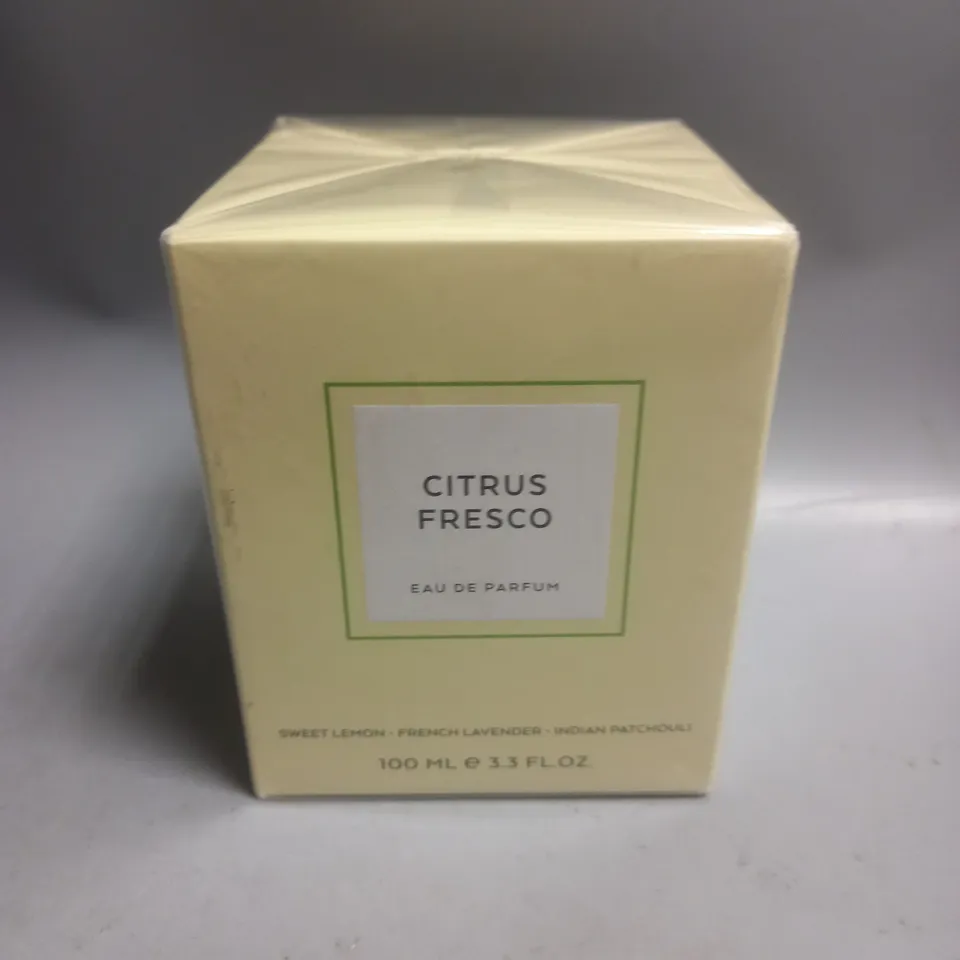 CITRUS
FRESCO
EAU DE PARFUM
SWEET LEMON - FRENCH LAVENDER - INDIAN PATCHOULI
100 ML ℮ 3.3 FL.OZ.